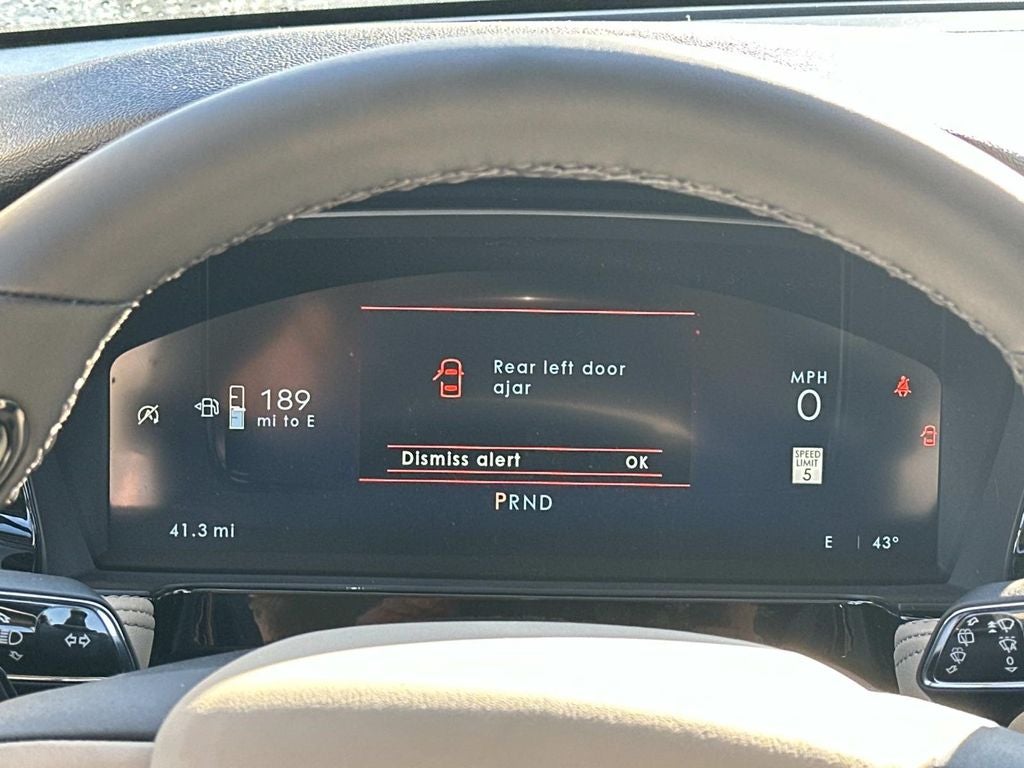 Rear left door
ajar
189
mi to E
MPH
0
Dismiss alert OK
SPEED
LIMIT
5
PRND
41.3 mi
E 43°